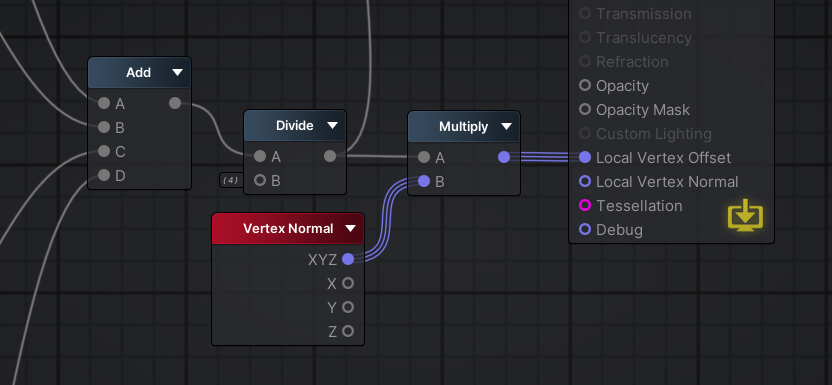 Transmission
Translucency
Refraction
Add
Opacity
A
Opacity Mask
B
Divide
Multiply
Custom Lighting
C
A
A
Local Vertex Offset
D
(4)
B
B
Local Vertex Normal
Tessellation
Vertex Normal
Debug
XYZ
X
Y
Z